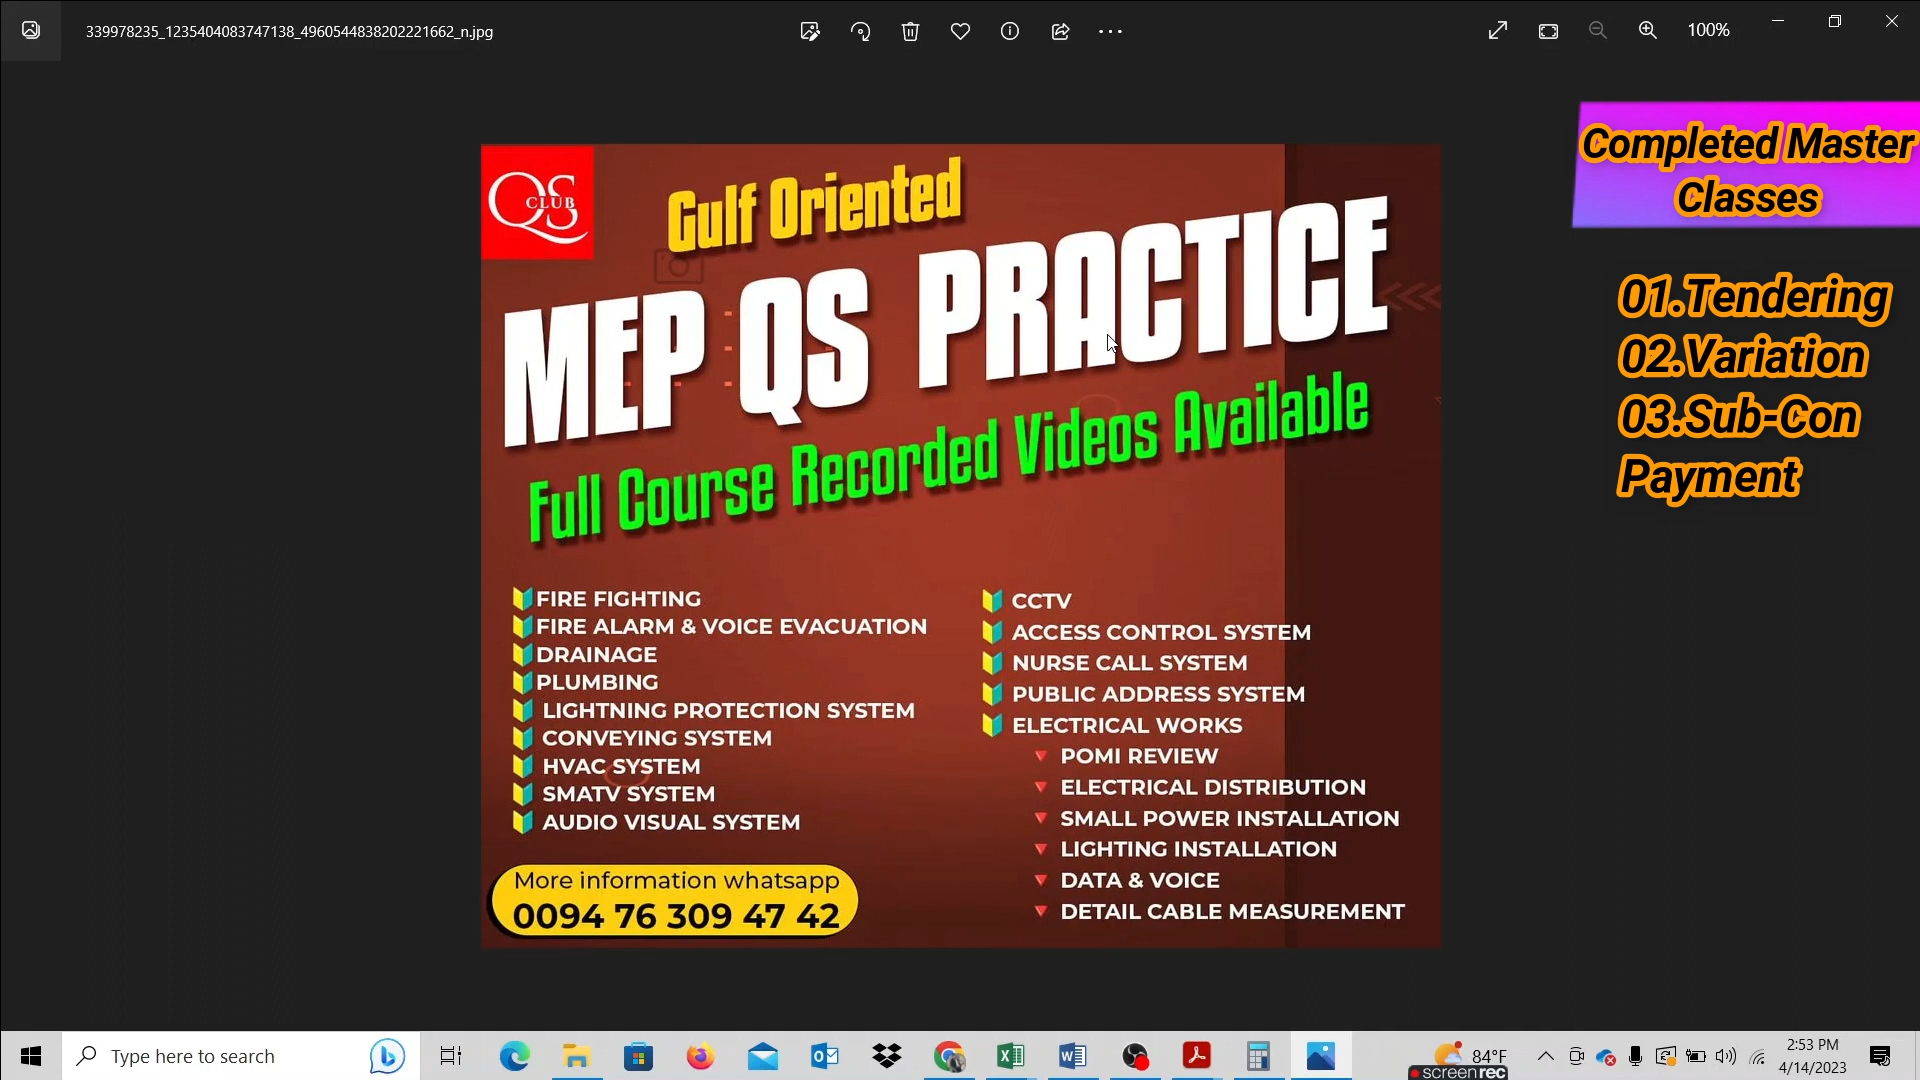 339978235_1235404083747138_4960544838202221662_n.jpg
100%
Completed Master
Classes
01.Tendering
02.Variation
03.Sub-Con
Payment
QS
CLUB
Gulf Oriented
MEP QS PRACTICE
Full Course Recorded Videos Available
FIRE FIGHTING
FIRE ALARM & VOICE EVACUATION
DRAINAGE
PLUMBING
LIGHTNING PROTECTION SYSTEM
CONVEYING SYSTEM
HVAC SYSTEM
SMATV SYSTEM
AUDIO VISUAL SYSTEM
CCTV
ACCESS CONTROL SYSTEM
NURSE CALL SYSTEM
PUBLIC ADDRESS SYSTEM
ELECTRICAL WORKS
POMI REVIEW
ELECTRICAL DISTRIBUTION
SMALL POWER INSTALLATION
LIGHTING INSTALLATION
DATA & VOICE
DETAIL CABLE MEASUREMENT
More information whatsapp
0094 76 309 47 42
Type here to search
84°F
screenrec
2:53 PM
4/14/2023